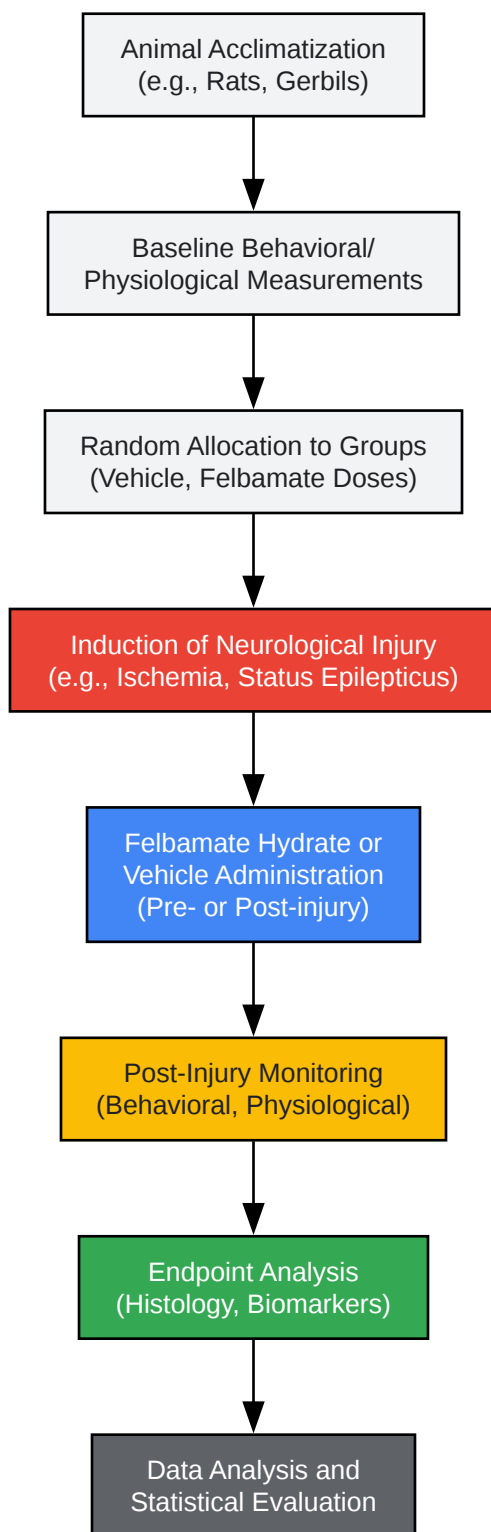 Animal Acclimatization
(e.g., Rats, Gerbils)
Baseline Behavioral/
Physiological Measurements
Random Allocation to Groups
(Vehicle, Felbamate Doses)
Induction of Neurological Injury
(e.g., Ischemia, Status Epilepticus)
Felbamate Hydrate or
Vehicle Administration
(Pre- or Post-injury)
Post-Injury Monitoring
(Behavioral, Physiological)
Endpoint Analysis
(Histology, Biomarkers)
Data Analysis and
Statistical Evaluation